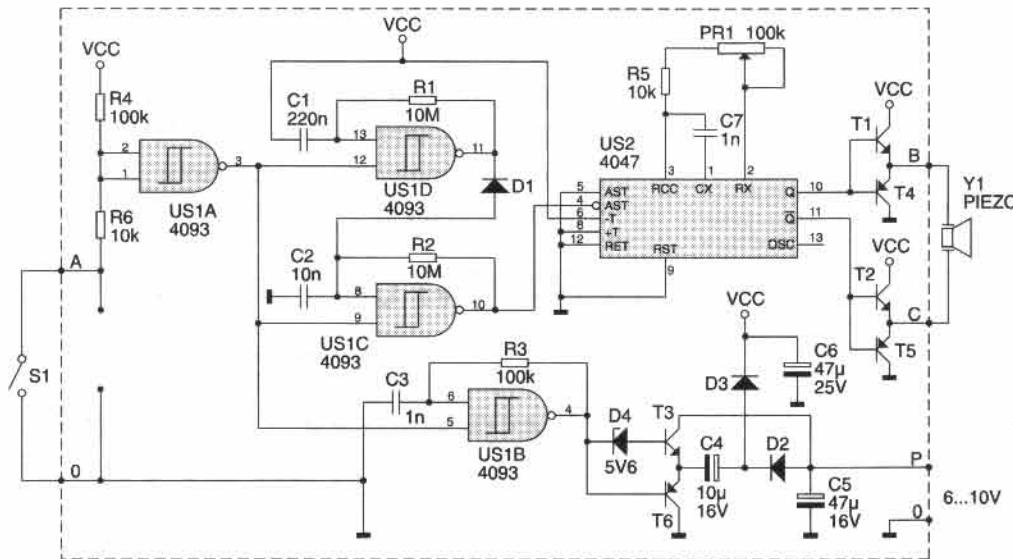 VCC
R4
100k
2
1
3
US1A
4093
R6
10k
A
S1
0
VCC
C1
220n
R1
10M
13
12
11
US1D
4093
D1
C2
10n
R2
10M
8
9
10
US1C
4093
R3
100k
C3
1n
6
5
4
US1B
4093
PR1 100k
R5
10k
C7
1n
US2
4047
3
1
2
5
4
6
8
12
AST
AST
-T
+T
RET
RCC
CX
RX
RST
9
Q
Q
OSC
10
11
13
VCC
T1
T4
B
Y1
PIEZO
VCC
T2
T5
C
VCC
C6
47µ
25V
D3
D4
5V6
T3
T6
C4
10µ
16V
D2
P
C5
47µ
16V
6...10V
0